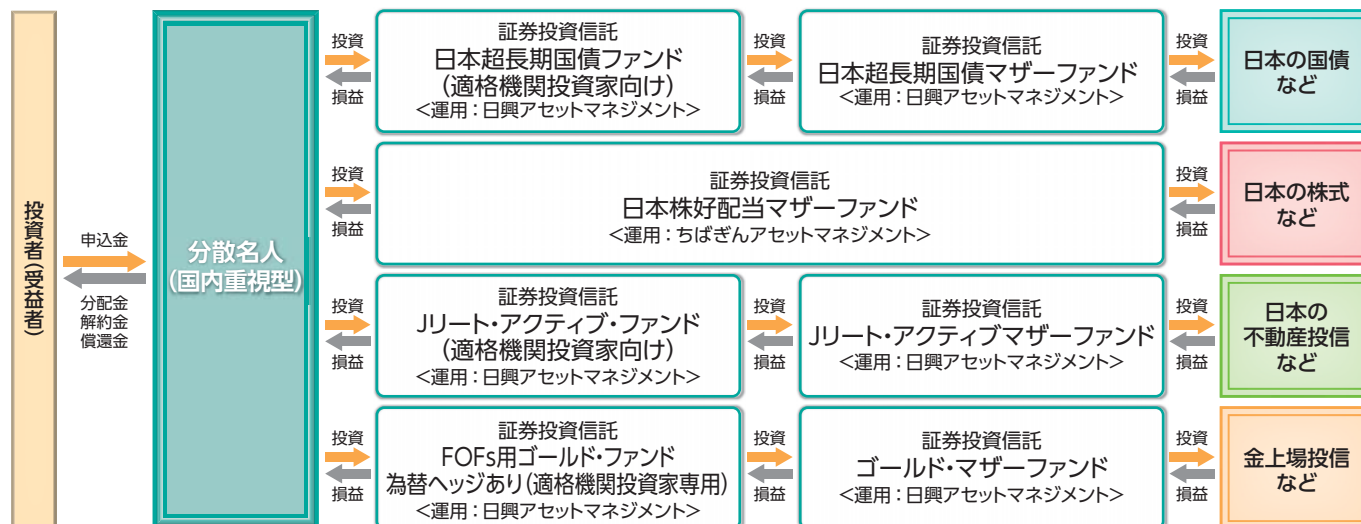 投資者(受益者)
申込金
分配金
解約金
償還金
分散名人
(国内重視型)
投資
損益
証券投資信託
日本超長期国債ファンド
(適格機関投資家向け)
<運用:日興アセットマネジメント>
投資
損益
証券投資信託
日本超長期国債マザーファンド
<運用:日興アセットマネジメント>
投資
損益
日本の国債
など
投資
損益
証券投資信託
日本株好配当マザーファンド
<運用:ちばぎんアセットマネジメント>
投資
損益
日本の株式
など
投資
損益
証券投資信託
Jリート・アクティブ・ファンド
(適格機関投資家向け)
<運用:日興アセットマネジメント>
投資
損益
証券投資信託
Jリート・アクティブマザーファンド
<運用:日興アセットマネジメント>
投資
損益
日本の
不動産投信
など
投資
損益
証券投資信託
FOFs用ゴールド・ファンド
為替ヘッジあり(適格機関投資家専用)
<運用:日興アセットマネジメント>
投資
損益
証券投資信託
ゴールド・マザーファンド
<運用:日興アセットマネジメント>
投資
損益
金上場投信
など